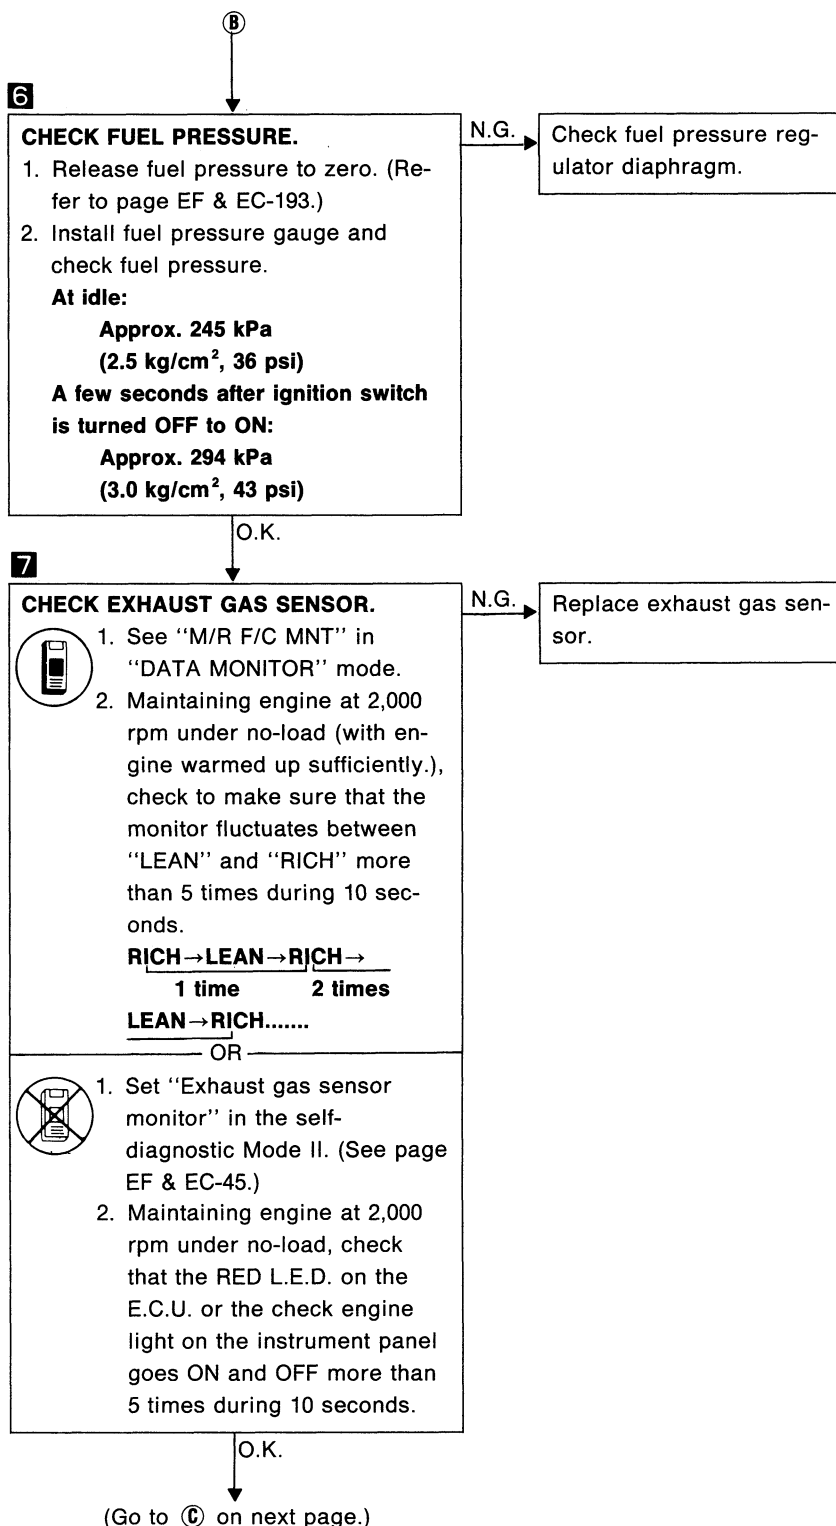 Ⓑ
6
CHECK FUEL PRESSURE.
1. Release fuel pressure to zero. (Re-
fer to page EF & EC-193.)
2. Install fuel pressure gauge and
check fuel pressure.
At idle:
Approx. 245 kPa
(2.5 kg/cm², 36 psi)
A few seconds after ignition switch
is turned OFF to ON:
Approx. 294 kPa
(3.0 kg/cm², 43 psi)
N.G.
Check fuel pressure reg-
ulator diaphragm.
O.K.
7
CHECK EXHAUST GAS SENSOR.
1. See ‘‘M/R F/C MNT’’ in
‘‘DATA MONITOR’’ mode.
2. Maintaining engine at 2,000
rpm under no-load (with en-
gine warmed up sufficiently.),
check to make sure that the
monitor fluctuates between
‘‘LEAN’’ and ‘‘RICH’’ more
than 5 times during 10 sec-
onds.
RICH→LEAN→RICH→
1 time 2 times
LEAN→RICH.......
N.G.
Replace exhaust gas sen-
sor.
OR
1. Set ‘‘Exhaust gas sensor
monitor’’ in the self-
diagnostic Mode II. (See page
EF & EC-45.)
2. Maintaining engine at 2,000
rpm under no-load, check
that the RED L.E.D. on the
E.C.U. or the check engine
light on the instrument panel
goes ON and OFF more than
5 times during 10 seconds.
O.K.
(Go to Ⓒ on next page.)